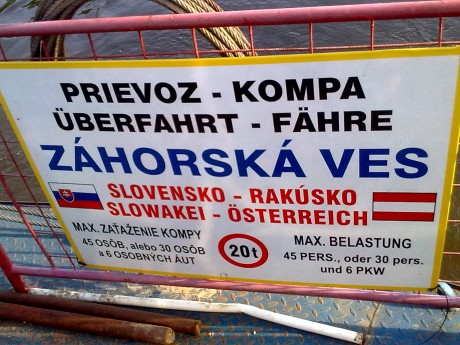 PRIEVOZ - KOMPA
ÜBERFAHRT - FÄHRE
ZÁHORSKÁ VES
SLOVENSKO - RAKÚSKO
SLOWAKEI - ÖSTERREICH
MAX. ZAŤAŽENIE KOMPY
45 OSÔB, alebo 30 OSÔB
a 6 OSOBNÝCH ÁUT
20t
MAX. BELASTUNG
45 PERS., oder 30 pers.
und 6 PKW